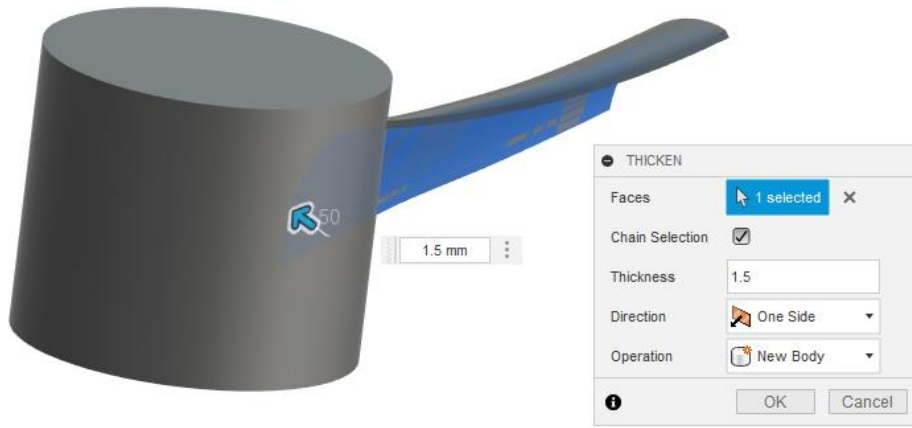 50
1.5 mm
THICKEN
Faces
1 selected
Chain Selection
Thickness
1.5
Direction
One Side
Operation
New Body
OK
Cancel